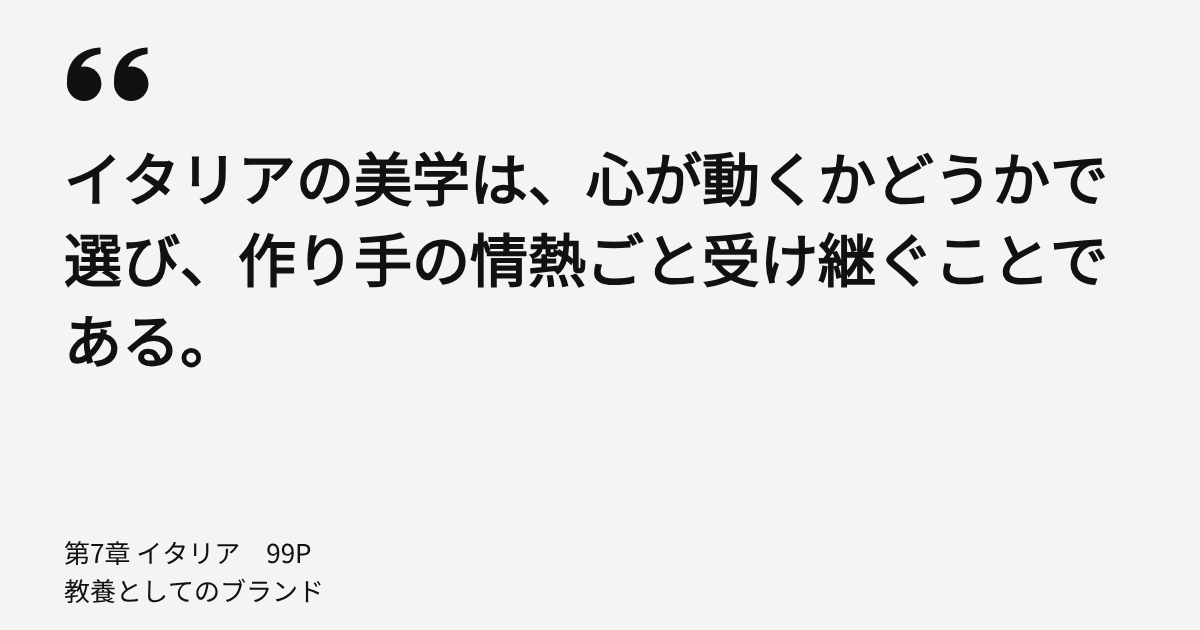 “
イタリアの美学は、心が動くかどうかで
選び、作り手の情熱ごと受け継ぐことで
ある。
第7章 イタリア　99P
教養としてのブランド